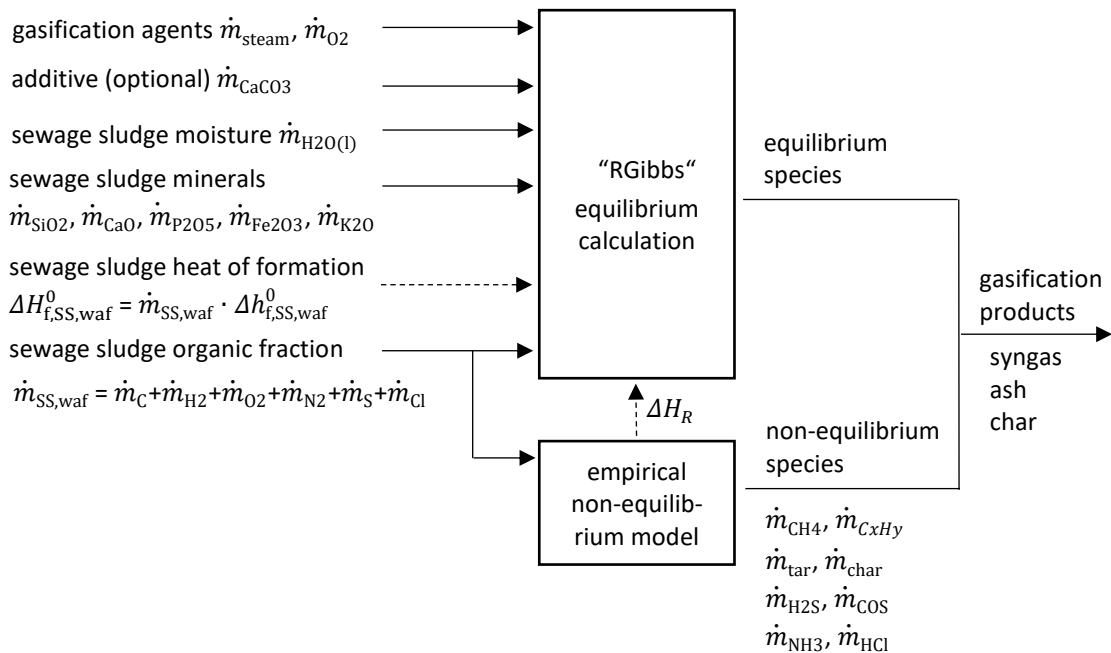 gasification agents ṁsteam, ṁO2
additive (optional) ṁCaCO3
sewage sludge moisture ṁH2O(l)
sewage sludge minerals
ṁSiO2, ṁCaO, ṁP2O5, ṁFe2O3, ṁK2O
sewage sludge heat of formation
ΔH0f,SS,waf = ṁSS,waf · Δh0f,SS,waf
sewage sludge organic fraction
ṁSS,waf = ṁC+ṁH2+ṁO2+ṁN2+ṁS+ṁCl
“RGibbs“
equilibrium
calculation
ΔHR
empirical
non-equilib-
rium model
equilibrium
species
non-equilibrium
species
ṁCH4, ṁCxHy
ṁtar, ṁchar
ṁH2S, ṁCOS
ṁNH3, ṁHCl
gasification
products
syngas
ash
char